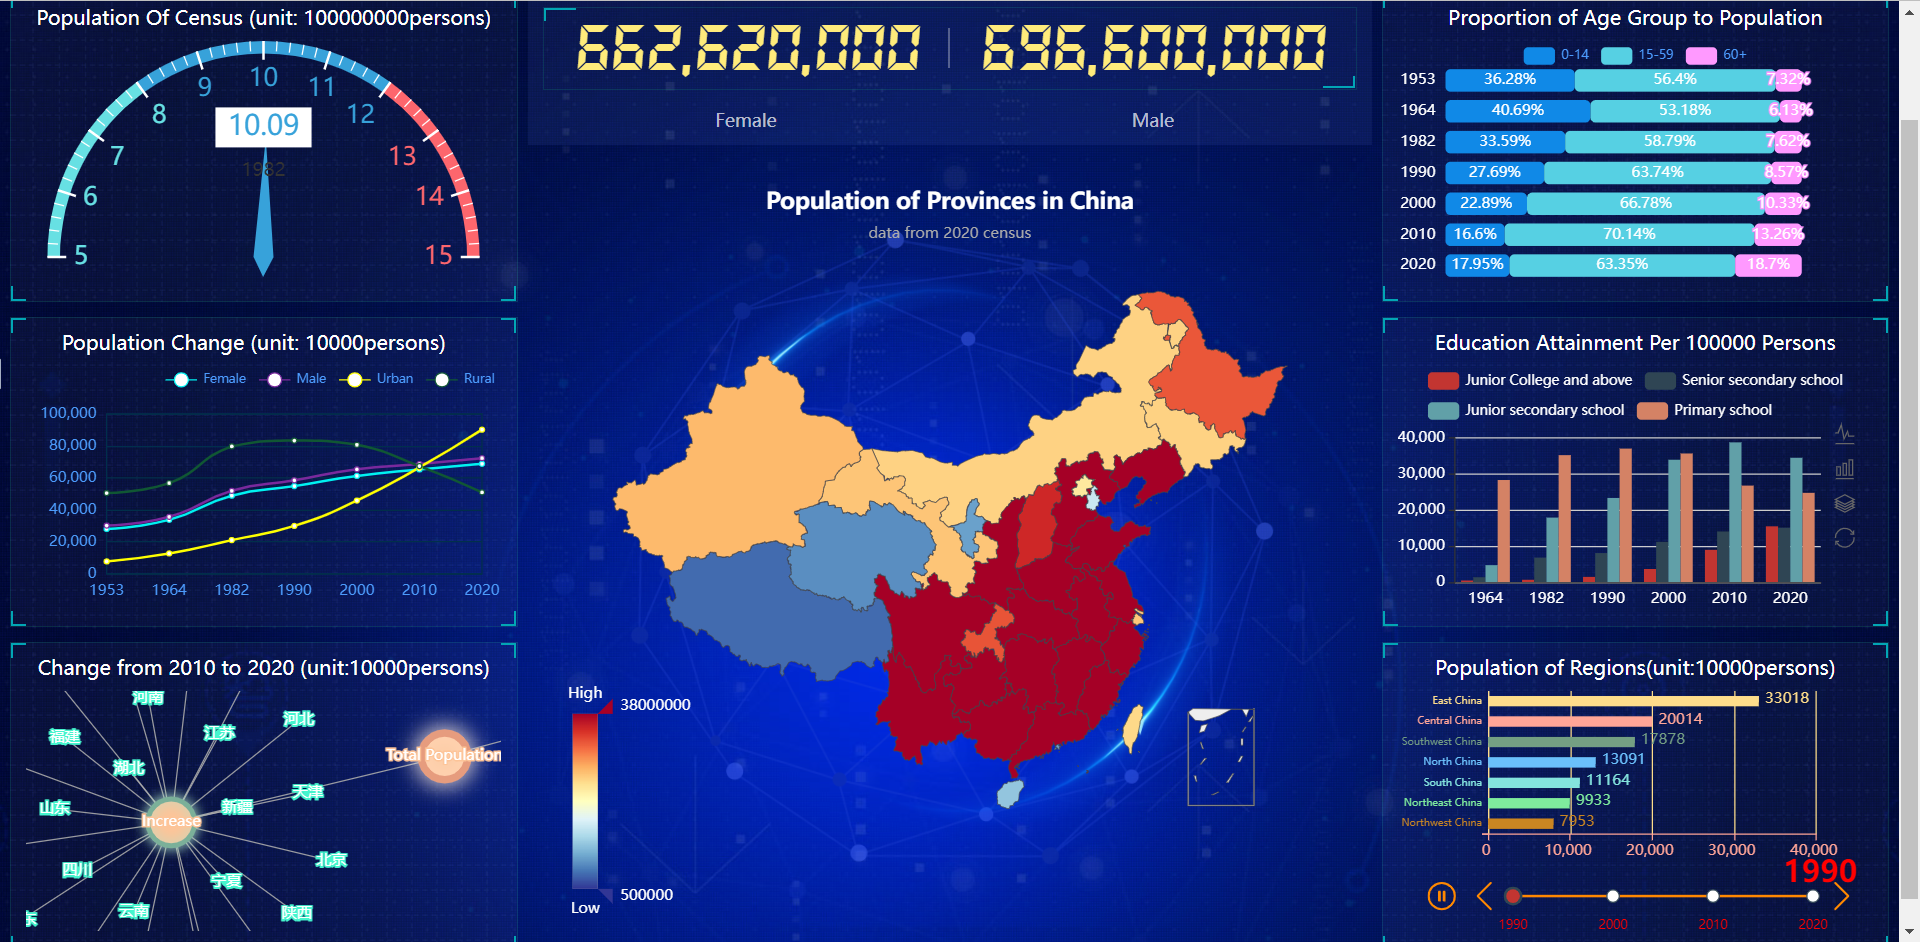 Population Of Census (unit: 100000000persons)
5
6
7
8
9
10
11
12
13
14
15
10.09
1982
662,620,000
696,600,000
Female
Male
Proportion of Age Group to Population
0-14
15-59
60+
1953 36.28% 56.4% 7.32%
1964 40.69% 53.18% 6.13%
1982 33.59% 58.79% 7.62%
1990 27.69% 63.74% 8.57%
2000 22.89% 66.78% 10.33%
2010 16.6% 70.14% 13.26%
2020 17.95% 63.35% 18.7%
Population of Provinces in China
data from 2020 census
High
38000000
500000
Low
Population Change (unit: 10000persons)
Female Male Urban Rural
100,000
80,000
60,000
40,000
20,000
0
1953 1964 1982 1990 2000 2010 2020
Education Attainment Per 100000 Persons
Junior College and above Senior secondary school
Junior secondary school Primary school
40,000
30,000
20,000
10,000
0
1964 1982 1990 2000 2010 2020
Change from 2010 to 2020 (unit:10000persons)
河南
河北
江苏
福建
Total Population
湖北
天津
新疆
山东
Increase
北京
四川
宁夏
云南
陕西
Population of Regions(unit:10000persons)
East China 33018
Central China 20014
Southwest China 17878
North China 13091
South China 11164
Northeast China 9933
Northwest China 7953
0 10,000 20,000 30,000 40,000
1990
1990 2000 2010 2020